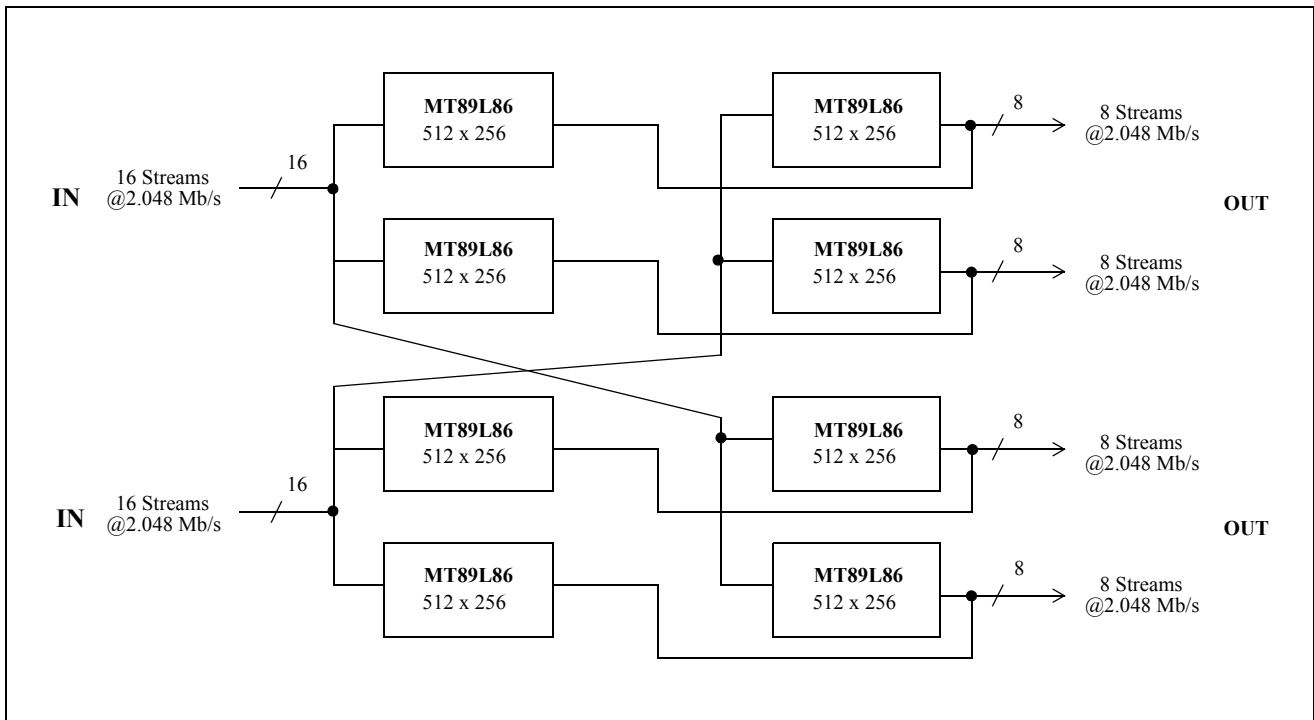 MT89L86
512 x 256
MT89L86
512 x 256
8
8 Streams
@2.048 Mb/s
IN
16 Streams
@2.048 Mb/s
16
OUT
MT89L86
512 x 256
MT89L86
512 x 256
8
8 Streams
@2.048 Mb/s
MT89L86
512 x 256
MT89L86
512 x 256
8
8 Streams
@2.048 Mb/s
IN
16 Streams
@2.048 Mb/s
16
OUT
MT89L86
512 x 256
MT89L86
512 x 256
8
8 Streams
@2.048 Mb/s